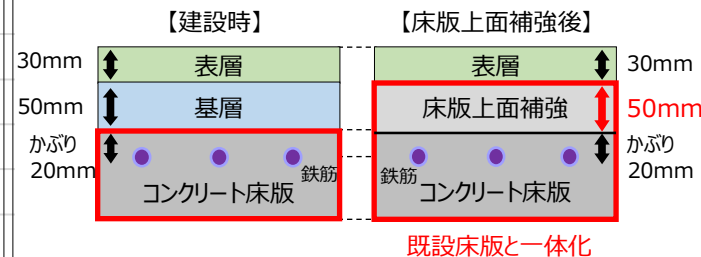 【建設時】 【床版上面補強後】
30mm 表層 表層 30mm
50mm 基層 床版上面補強 50mm
かぶり かぶり
20mm 鉄筋 鉄筋 20mm
コンクリート床版 コンクリート床版
既設床版と一体化